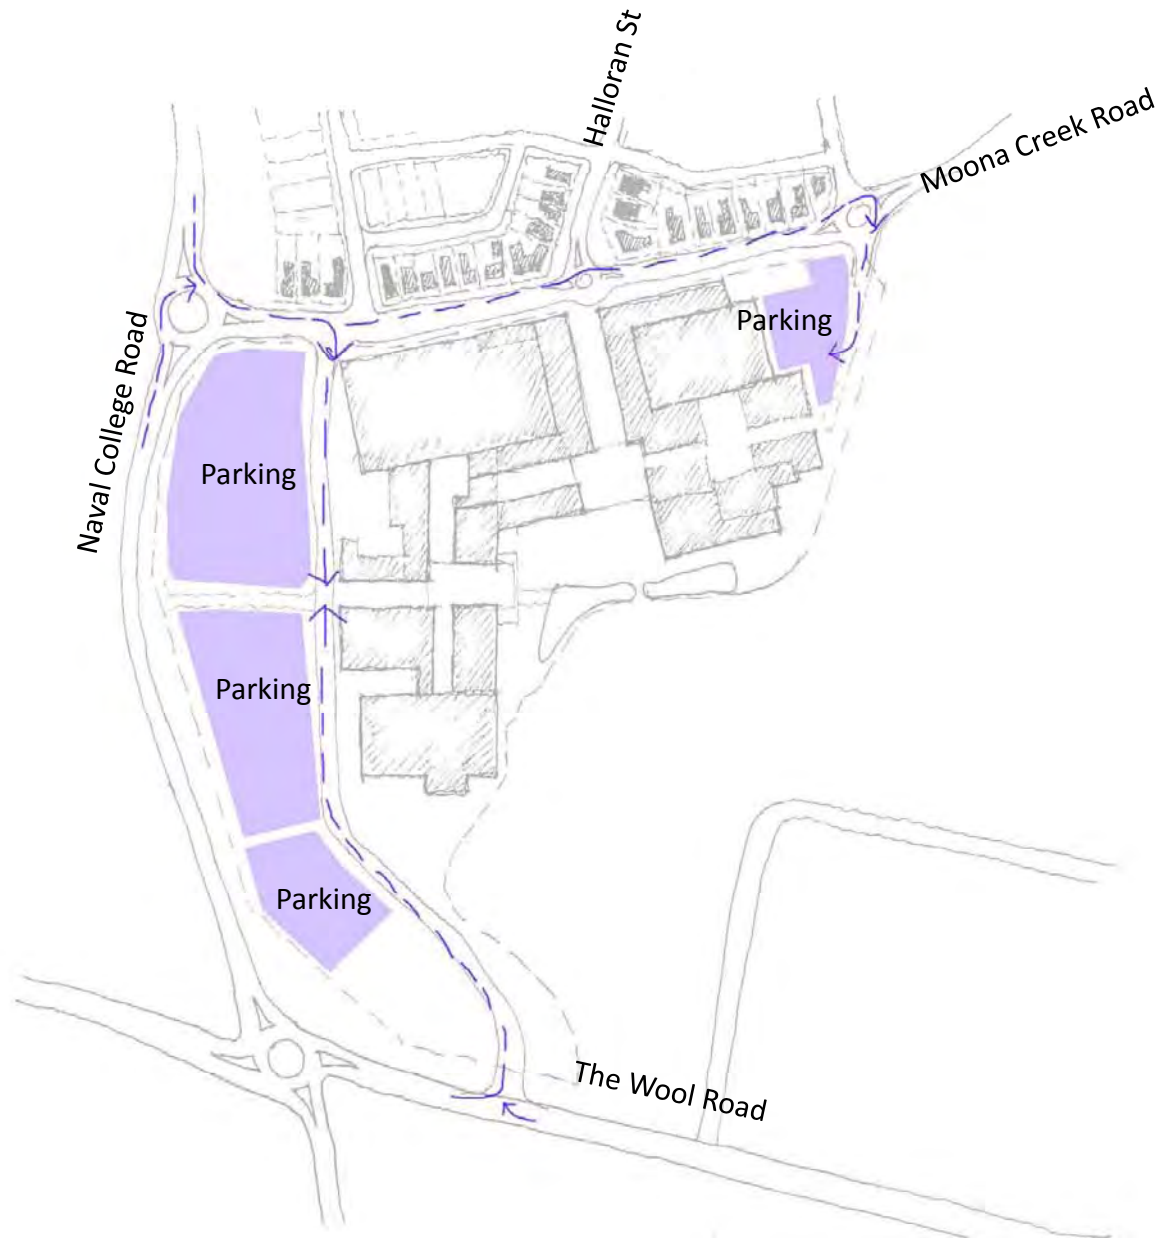 Halloran St
Moona Creek Road
Parking
Naval College Road
Parking
Parking
Parking
The Wool Road